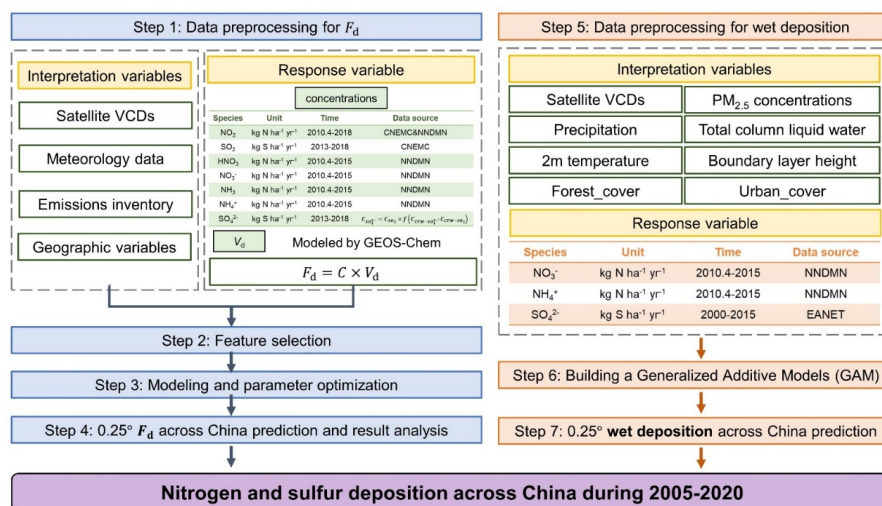 Step 1: Data preprocessing for F_d
Interpretation variables
Satellite VCDs
Meteorology data
Emissions inventory
Geographic variables
Response variable
concentrations
Species Unit Time Data source
NO₂ kg N ha⁻¹ yr⁻¹ 2010.4-2018 CNEMC&NNDMN
SO₂ kg S ha⁻¹ yr⁻¹ 2013-2018 CNEMC
HNO₃ kg N ha⁻¹ yr⁻¹ 2010.4-2015 NNDMN
NO₃⁻ kg N ha⁻¹ yr⁻¹ 2010.4-2015 NNDMN
NH₃ kg N ha⁻¹ yr⁻¹ 2010.4-2015 NNDMN
NH₄⁺ kg N ha⁻¹ yr⁻¹ 2010.4-2015 NNDMN
SO₄²⁻ kg S ha⁻¹ yr⁻¹ 2013-2018
V_d Modeled by GEOS-Chem
F_d = C × V_d
Step 2: Feature selection
Step 3: Modeling and parameter optimization
Step 4: 0.25° F_d across China prediction and result analysis
Step 5: Data preprocessing for wet deposition
Interpretation variables
Satellite VCDs PM₂.₅ concentrations
Precipitation Total column liquid water
2m temperature Boundary layer height
Forest_cover Urban_cover
Response variable
Species Unit Time Data source
NO₃⁻ kg N ha⁻¹ yr⁻¹ 2010.4-2015 NNDMN
NH₄⁺ kg N ha⁻¹ yr⁻¹ 2010.4-2015 NNDMN
SO₄²⁻ kg S ha⁻¹ yr⁻¹ 2000-2015 EANET
Step 6: Building a Generalized Additive Models (GAM)
Step 7: 0.25° wet deposition across China prediction
Nitrogen and sulfur deposition across China during 2005-2020